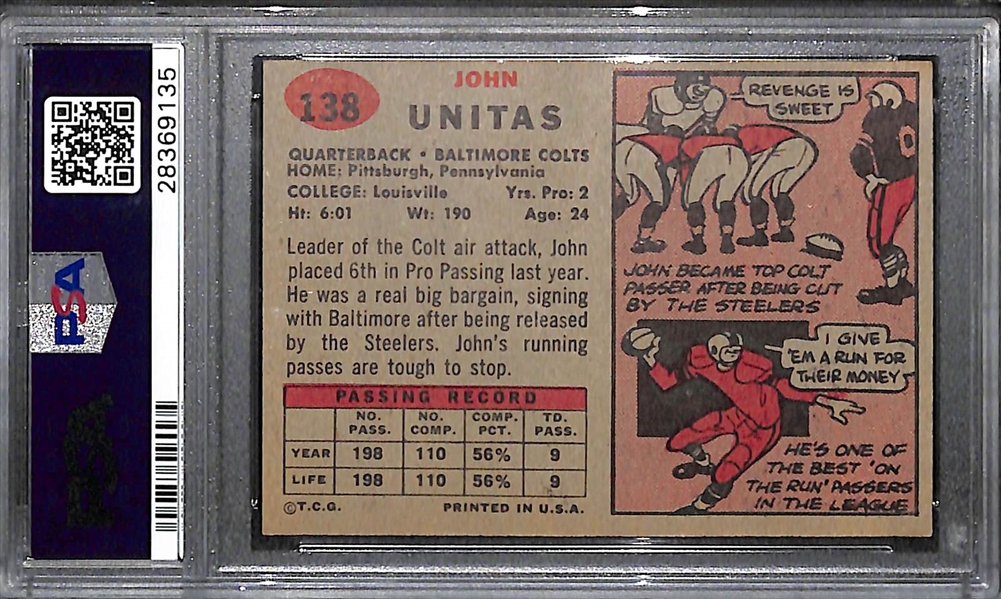 28369135
PSA
138
JOHN
UNITAS
QUARTERBACK • BALTIMORE COLTS
HOME: Pittsburgh, Pennsylvania
COLLEGE: Louisville Yrs. Pro: 2
Ht: 6:01 Wt: 190 Age: 24
Leader of the Colt air attack, John
placed 6th in Pro Passing last year.
He was a real big bargain, signing
with Baltimore after being released
by the Steelers. John's running
passes are tough to stop.
PASSING RECORD
NO. PASS. NO. COMP. COMP. PCT. TD. PASS.
YEAR 198 110 56% 9
LIFE 198 110 56% 9
©T.C.G. PRINTED IN U.S.A.
REVENGE IS
SWEET
JOHN BECAME TOP COLT
PASSER AFTER BEING CUT
BY THE STEELERS
I GIVE
'EM A RUN FOR
THEIR MONEY
HE'S ONE OF
THE BEST "ON
THE RUN" PASSERS
IN THE LEAGUE